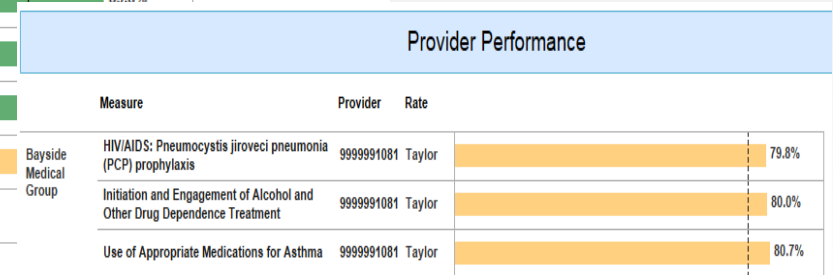 Provider Performance
Measure Provider Rate
Bayside Medical Group
HIV/AIDS: Pneumocystis jiroveci pneumonia
(PCP) prophylaxis
9999991081 Taylor 79.8%
Initiation and Engagement of Alcohol and
Other Drug Dependence Treatment
9999991081 Taylor 80.0%
Use of Appropriate Medications for Asthma 9999991081 Taylor 80.7%